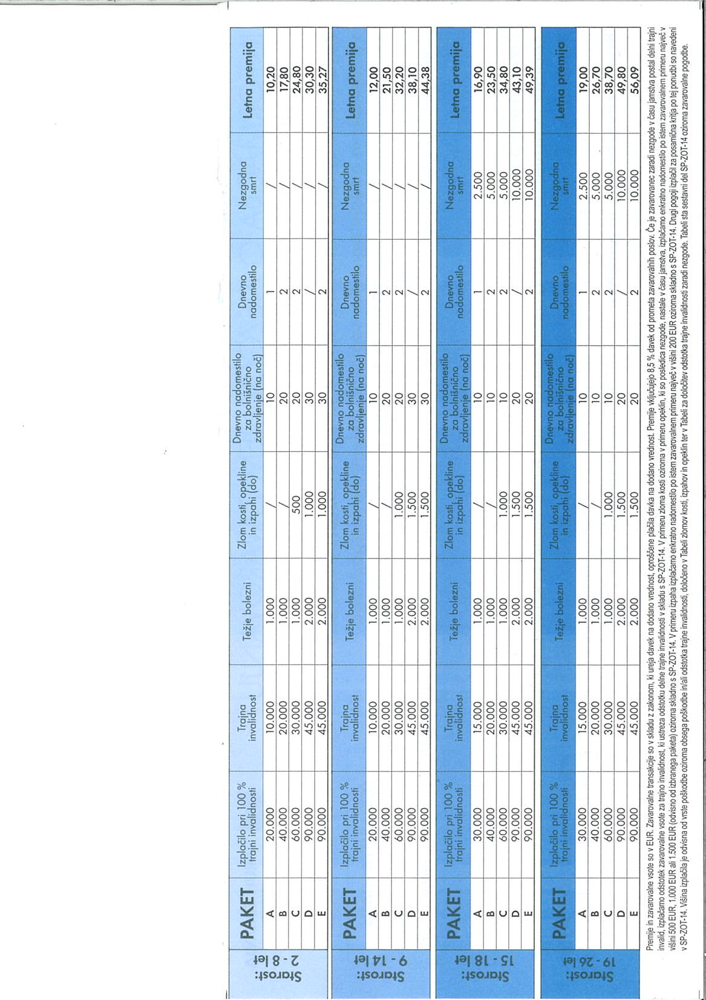 Starost: 2 - 8 let
PAKET Izplačilo pri 100 % trajni invalidnosti Trajna invalidnost Težje bolezni Zlom kosti, opekline in izpahi (do) Dnevno nadomestilo za bolnišnično zdravljenje (na noč) Dnevno nadomestilo Nezgodna smrt Letna premija
A 20.000 10.000 1.000 / 10 1 / 10,20
B 40.000 20.000 1.000 / 20 2 / 17,80
C 60.000 30.000 1.000 500 20 2 / 24,80
D 90.000 45.000 2.000 1.000 30 / / 30,30
E 90.000 45.000 2.000 1.000 30 2 / 35,27
Starost: 9 - 14 let
PAKET Izplačilo pri 100 % trajni invalidnosti Trajna invalidnost Težje bolezni Zlom kosti, opekline in izpahi (do) Dnevno nadomestilo za bolnišnično zdravljenje (na noč) Dnevno nadomestilo Nezgodna smrt Letna premija
A 20.000 10.000 1.000 / 10 1 / 12,00
B 40.000 20.000 1.000 / 20 2 / 21,50
C 60.000 30.000 1.000 1.000 20 2 / 32,20
D 90.000 45.000 2.000 1.500 30 / / 38,10
E 90.000 45.000 2.000 1.500 30 2 / 44,38
Starost: 15 - 18 let
PAKET Izplačilo pri 100 % trajni invalidnosti Trajna invalidnost Težje bolezni Zlom kosti, opekline in izpahi (do) Dnevno nadomestilo za bolnišnično zdravljenje (na noč) Dnevno nadomestilo Nezgodna smrt Letna premija
A 30.000 15.000 1.000 / 10 1 2.500 16,90
B 40.000 20.000 1.000 / 10 2 5.000 23,50
C 60.000 30.000 1.000 1.000 10 2 5.000 34,80
D 90.000 45.000 2.000 1.500 20 / 10.000 43,10
E 90.000 45.000 2.000 1.500 20 2 10.000 49,39
Starost: 19 - 26 let
PAKET Izplačilo pri 100 % trajni invalidnosti Trajna invalidnost Težje bolezni Zlom kosti, opekline in izpahi (do) Dnevno nadomestilo za bolnišnično zdravljenje (na noč) Dnevno nadomestilo Nezgodna smrt Letna premija
A 30.000 15.000 1.000 / 10 1 2.500 19,00
B 40.000 20.000 1.000 / 10 2 5.000 26,70
C 60.000 30.000 1.000 1.000 10 2 5.000 38,70
D 90.000 45.000 2.000 1.500 20 / 10.000 49,80
E 90.000 45.000 2.000 1.500 20 2 10.000 56,09
Premije in zavarovalne vsote so v EUR. Zavarovalne transakcije so v skladu z zakonom, ki ureja davek na dodano vrednost, oproščene plačila davka na dodano vrednost. Premije vključujejo 8,5 % davek od prometa zavarovalnih poslov. Če je zavarovanec zaradi nezgode v času jamstva postal delni trajni
invalid, izplačamo odstotek zavarovalne vsote za trajno invalidnost, ki ustreza odstotku delne trajne invalidnosti v skladu s SP-ZOT-14. V primeru zloma kosti oziroma v primeru opeklin, ki so posledica nezgode, nastale v času jamstva, izplačamo enkratno nadomestilo po istem zavarovalnem primeru največ v
višini 500 EUR, 1.000 EUR ali 1.500 EUR (odvisno od izbranega paketa) oziroma skladno s SP-ZOT-14. V primeru izpaha izplačamo enkratno nadomestilo po istem zavarovalnem primeru največ v višini 200 EUR oziroma skladno s SP-ZOT-14. Drugi pogoji izplačil za posamična kritja po tej ponudbi so navedeni
v SP-ZOT-14. Višina izplačila je odvisna od vrste poškodbe oziroma obsega poškodbe in/ali odstotka trajne invalidnosti, določeno v Tabeli zlomov kosti, izpahov in opeklin ter v Tabeli za določitev odstotka trajne invalidnosti zaradi nezgode. Tabeli sta sestavni del SP-ZOT-14 oziroma zavarovalne pogodbe.